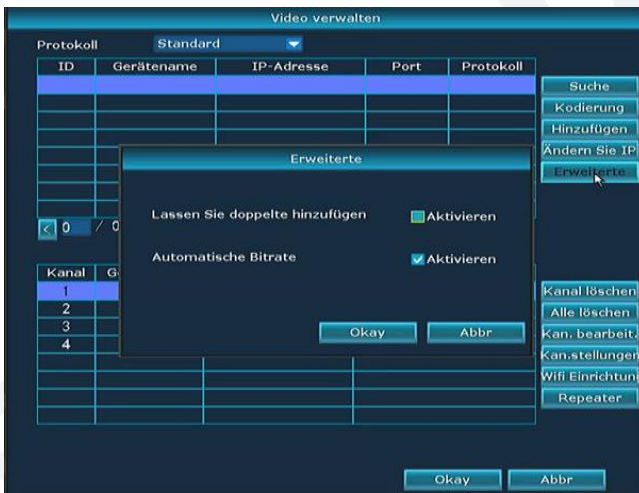 Video verwalten
Protokoll Standard
ID Gerätename IP-Adresse Port Protokoll
Suche
Kodierung
Hinzufügen
Ändern Sie IP
Erweiterte
Erweiterte
Lassen Sie doppelte hinzufügen Aktivieren
Automatische Bitrate Aktivieren
Okay Abbr
< 0 / 0
Kanal
1
2
3
4
Kanal löschen
Alle löschen
Kan. bearbeit.
Kan.stellungen
Wifi Einrichtun
Repeater
Okay Abbr